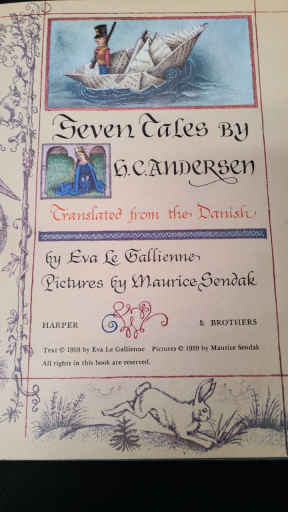 Seven Tales by
H. C. Andersen
Translated from the Danish
by Eva Le Gallienne
Pictures by Maurice Sendak
HARPER & BROTHERS
Text © 1959 by Eva Le Gallienne Pictures © 1959 by Maurice Sendak
All rights in this book are reserved.